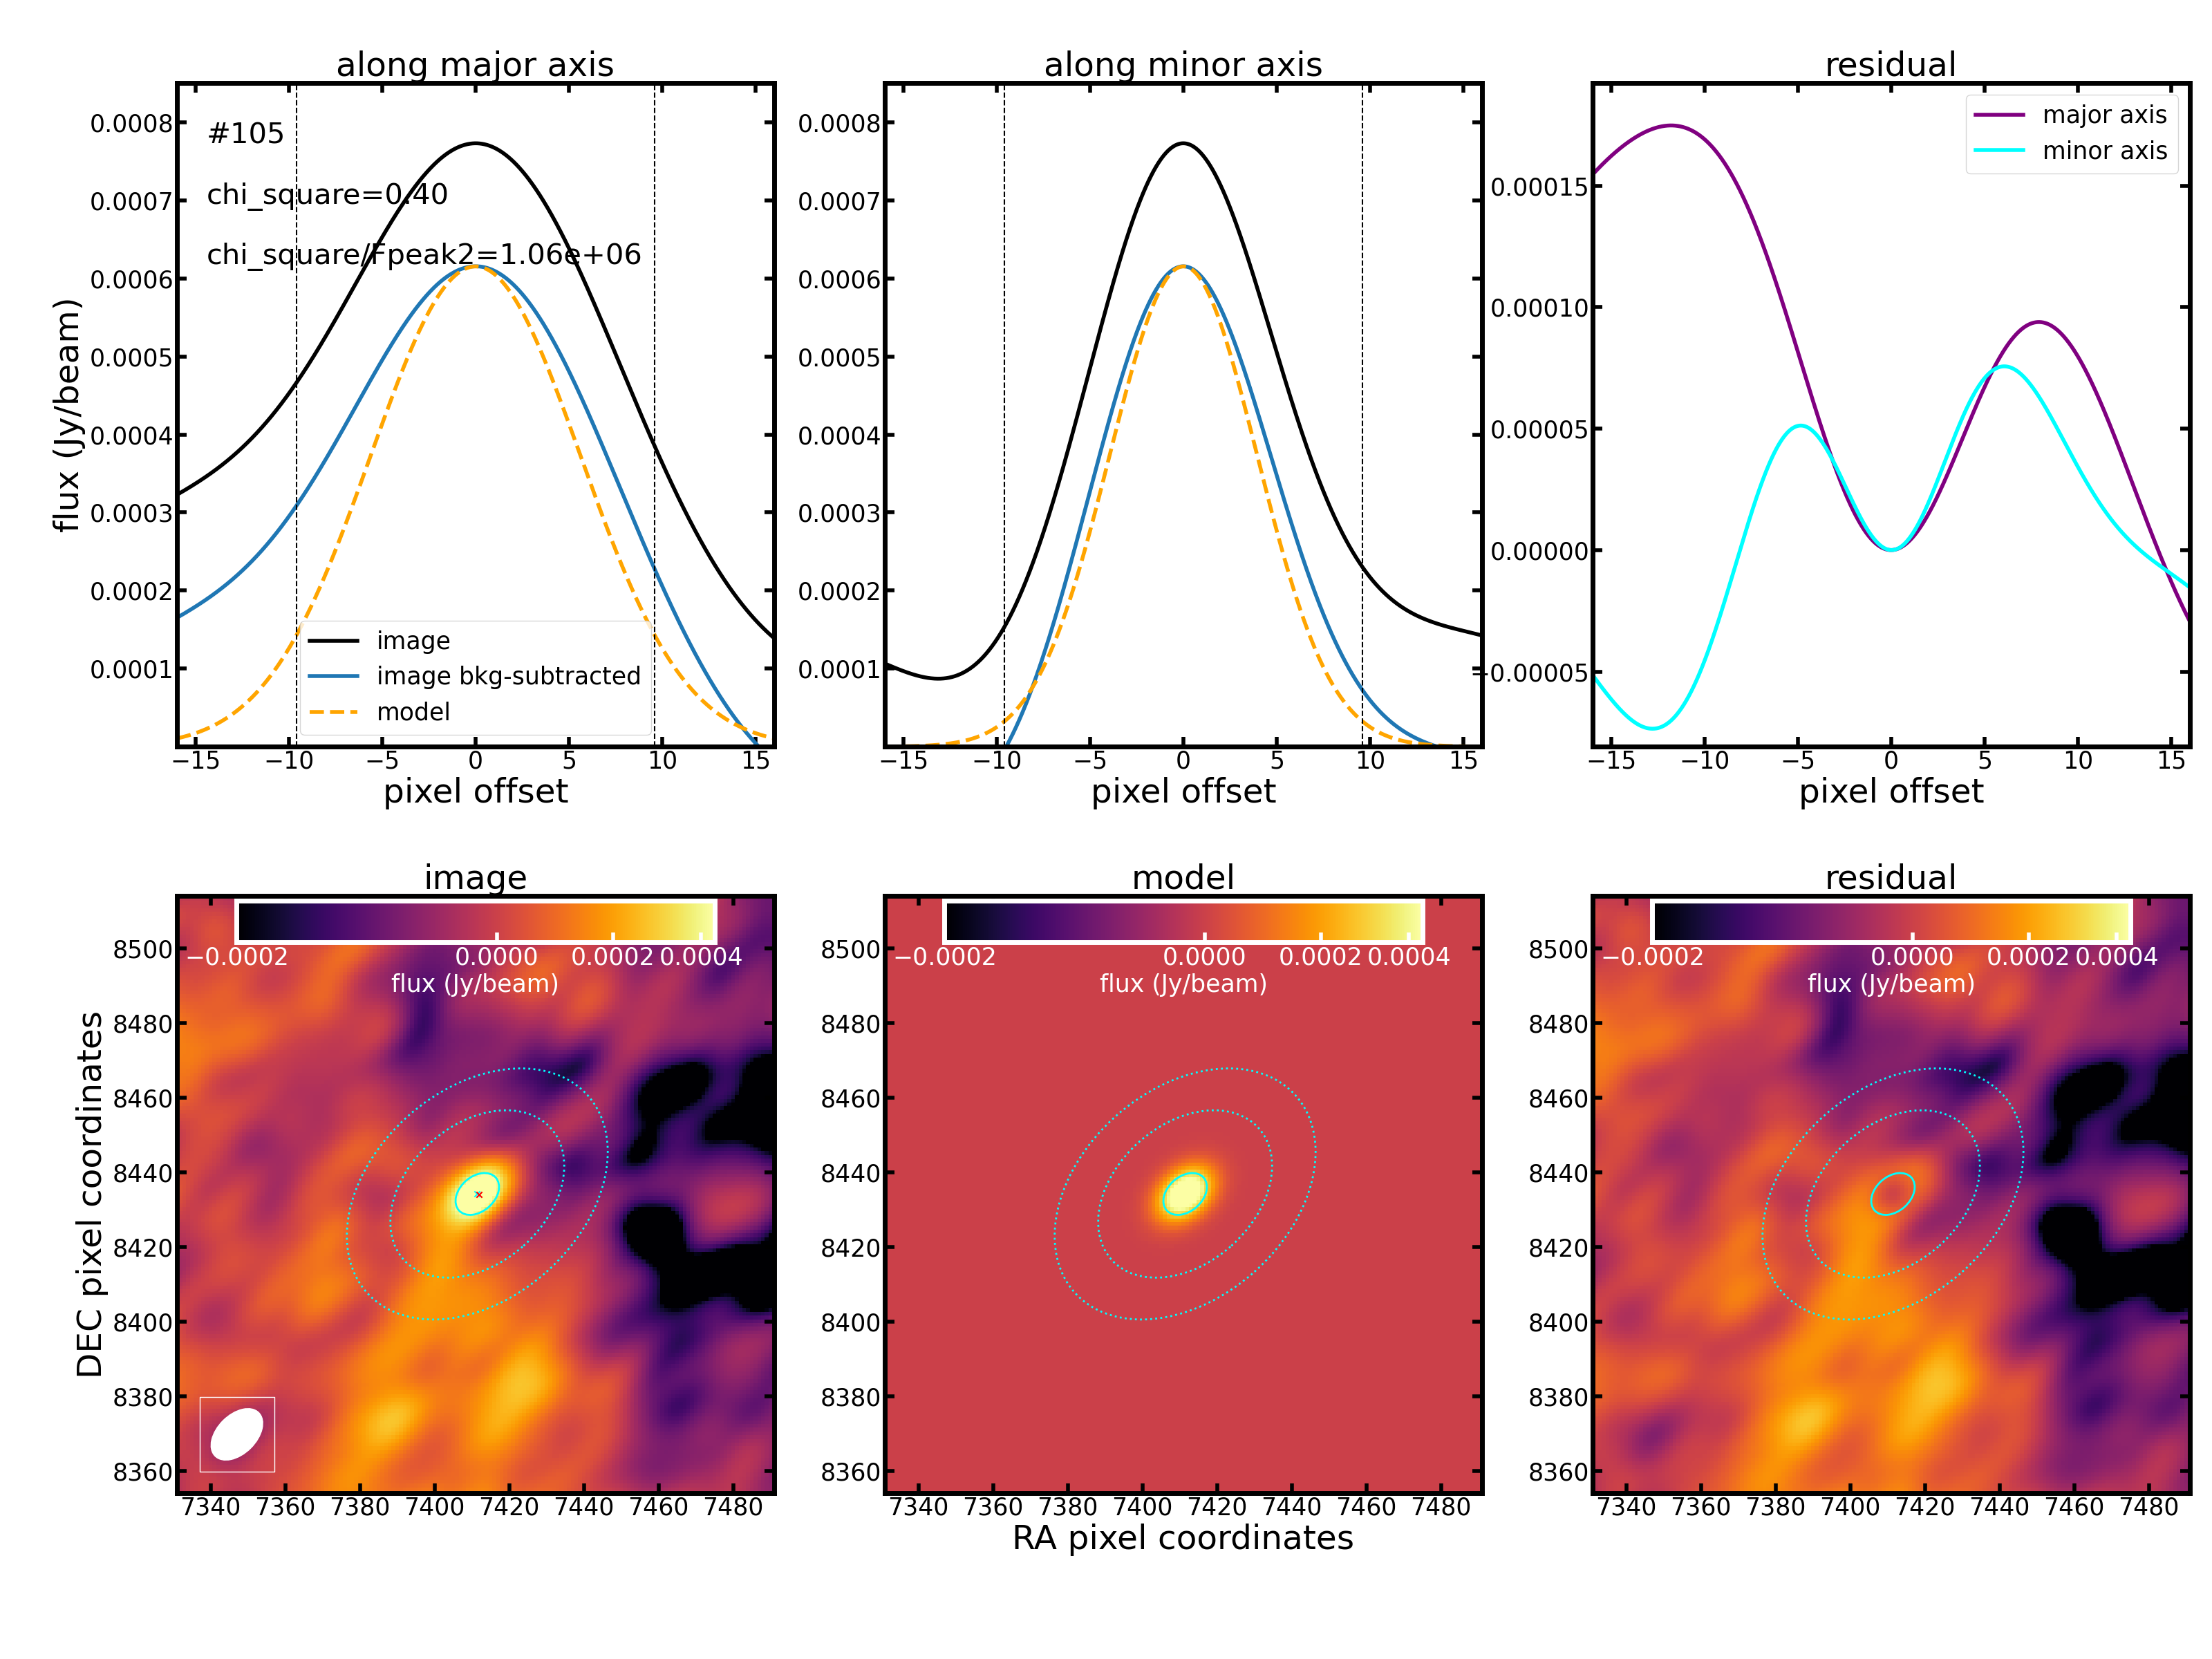 along major axis
along minor axis
residual
#105
chi_square=0.40
chi_square/Fpeak2=1.06e+06
0.0008
0.0007
0.0006
0.0005
0.0004
0.0003
0.0002
0.0001
flux (Jy/beam)
image
image bkg-subtracted
model
−15 −10 −5 0 5 10 15
pixel offset
0.0008
0.0007
0.0006
0.0005
0.0004
0.0003
0.0002
0.0001
−15 −10 −5 0 5 10 15
pixel offset
major axis
minor axis
0.00015
0.00010
0.00005
0.00000
−0.00005
−15 −10 −5 0 5 10 15
pixel offset
image
model
residual
−0.0002 0.0000 0.0002 0.0004
flux (Jy/beam)
8500
8480
8460
8440
8420
8400
8380
8360
DEC pixel coordinates
7340 7360 7380 7400 7420 7440 7460 7480
−0.0002 0.0000 0.0002 0.0004
flux (Jy/beam)
8500
8480
8460
8440
8420
8400
8380
8360
7340 7360 7380 7400 7420 7440 7460 7480
RA pixel coordinates
−0.0002 0.0000 0.0002 0.0004
flux (Jy/beam)
8500
8480
8460
8440
8420
8400
8380
8360
7340 7360 7380 7400 7420 7440 7460 7480